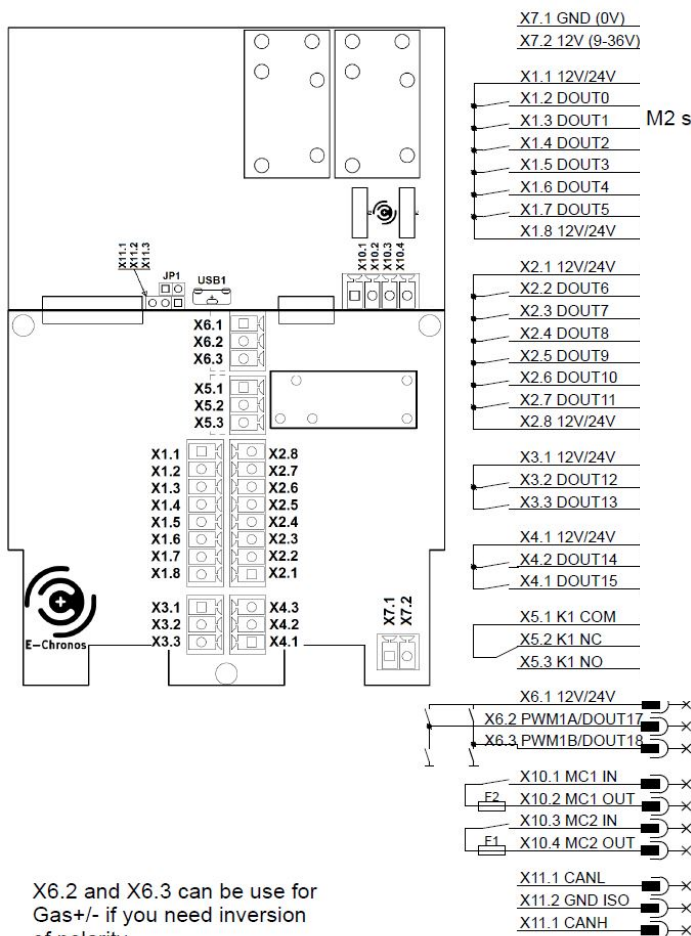 X7.1 GND (0V)
X7.2 12V (9-36V)
X1.1 12V/24V
X1.2 DOUT0
X1.3 DOUT1
M2 s
X1.4 DOUT2
X1.5 DOUT3
X1.6 DOUT4
X1.7 DOUT5
X1.8 12V/24V
X2.1 12V/24V
X2.2 DOUT6
X2.3 DOUT7
X2.4 DOUT8
X2.5 DOUT9
X2.6 DOUT10
X2.7 DOUT11
X2.8 12V/24V
X3.1 12V/24V
X3.2 DOUT12
X3.3 DOUT13
X4.1 12V/24V
X4.2 DOUT14
X4.1 DOUT15
X5.1 K1 COM
X5.2 K1 NC
X5.3 K1 NO
X6.1 12V/24V
X6.2 PWM1A/DOUT17
X6.3 PWM1B/DOUT18
X10.1 MC1 IN
F2 X10.2 MC1 OUT
X10.3 MC2 IN
F1 X10.4 MC2 OUT
X11.1 CANL
X11.2 GND ISO
X11.1 CANH
X10.1
X10.2
X10.3
X10.4
X11.1
X11.2
X11.3
JP1
USB1
X6.1
X6.2
X6.3
X5.1
X5.2
X5.3
X1.1 X2.8
X1.2 X2.7
X1.3 X2.6
X1.4 X2.5
X1.5 X2.4
X1.6 X2.3
X1.7 X2.2
X1.8 X2.1
X3.1 X4.3
X3.2 X4.2
X3.3 X4.1
X7.1
X7.2
E-Chronos
X6.2 and X6.3 can be use for
Gas+/- if you need inversion
of polarity